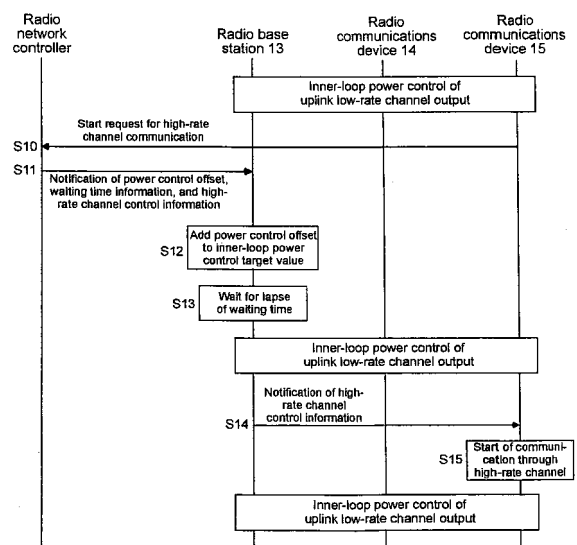 Radio
network
controller
Radio base
station 13
Radio
communications
device 14
Radio
communications
device 15
Inner-loop power control of
uplink low-rate channel output
Start request for high-rate
channel communication
S10
S11
Notification of power control offset,
waiting time information, and high-
rate channel control information
S12
Add power control offset
to inner-loop power
control target value
S13
Wait for lapse
of waiting time
Inner-loop power control of
uplink low-rate channel output
Notification of high-
rate channel
control information
S14
S15
Start of communi-
cation through
high-rate channel
Inner-loop power control of
uplink low-rate channel output